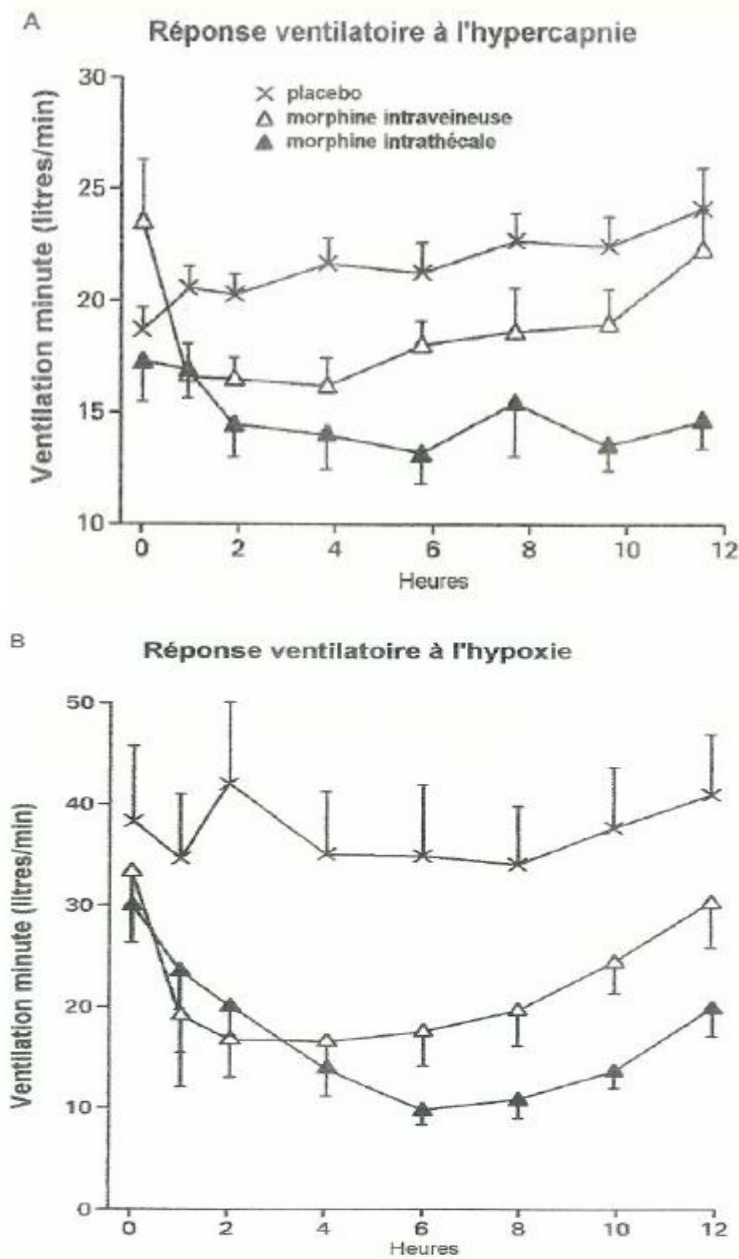 A
Réponse ventilatoire à l'hypercapnie
Ventilation minute (litres/min)
30
25
20
15
10
placebo
morphine intraveineuse
morphine intrathécale
0 2 4 6 8 10 12
Heures
B
Réponse ventilatoire à l'hypoxie
Ventilation minute (litres/min)
50
40
30
20
10
0
0 2 4 6 8 10 12
Heures